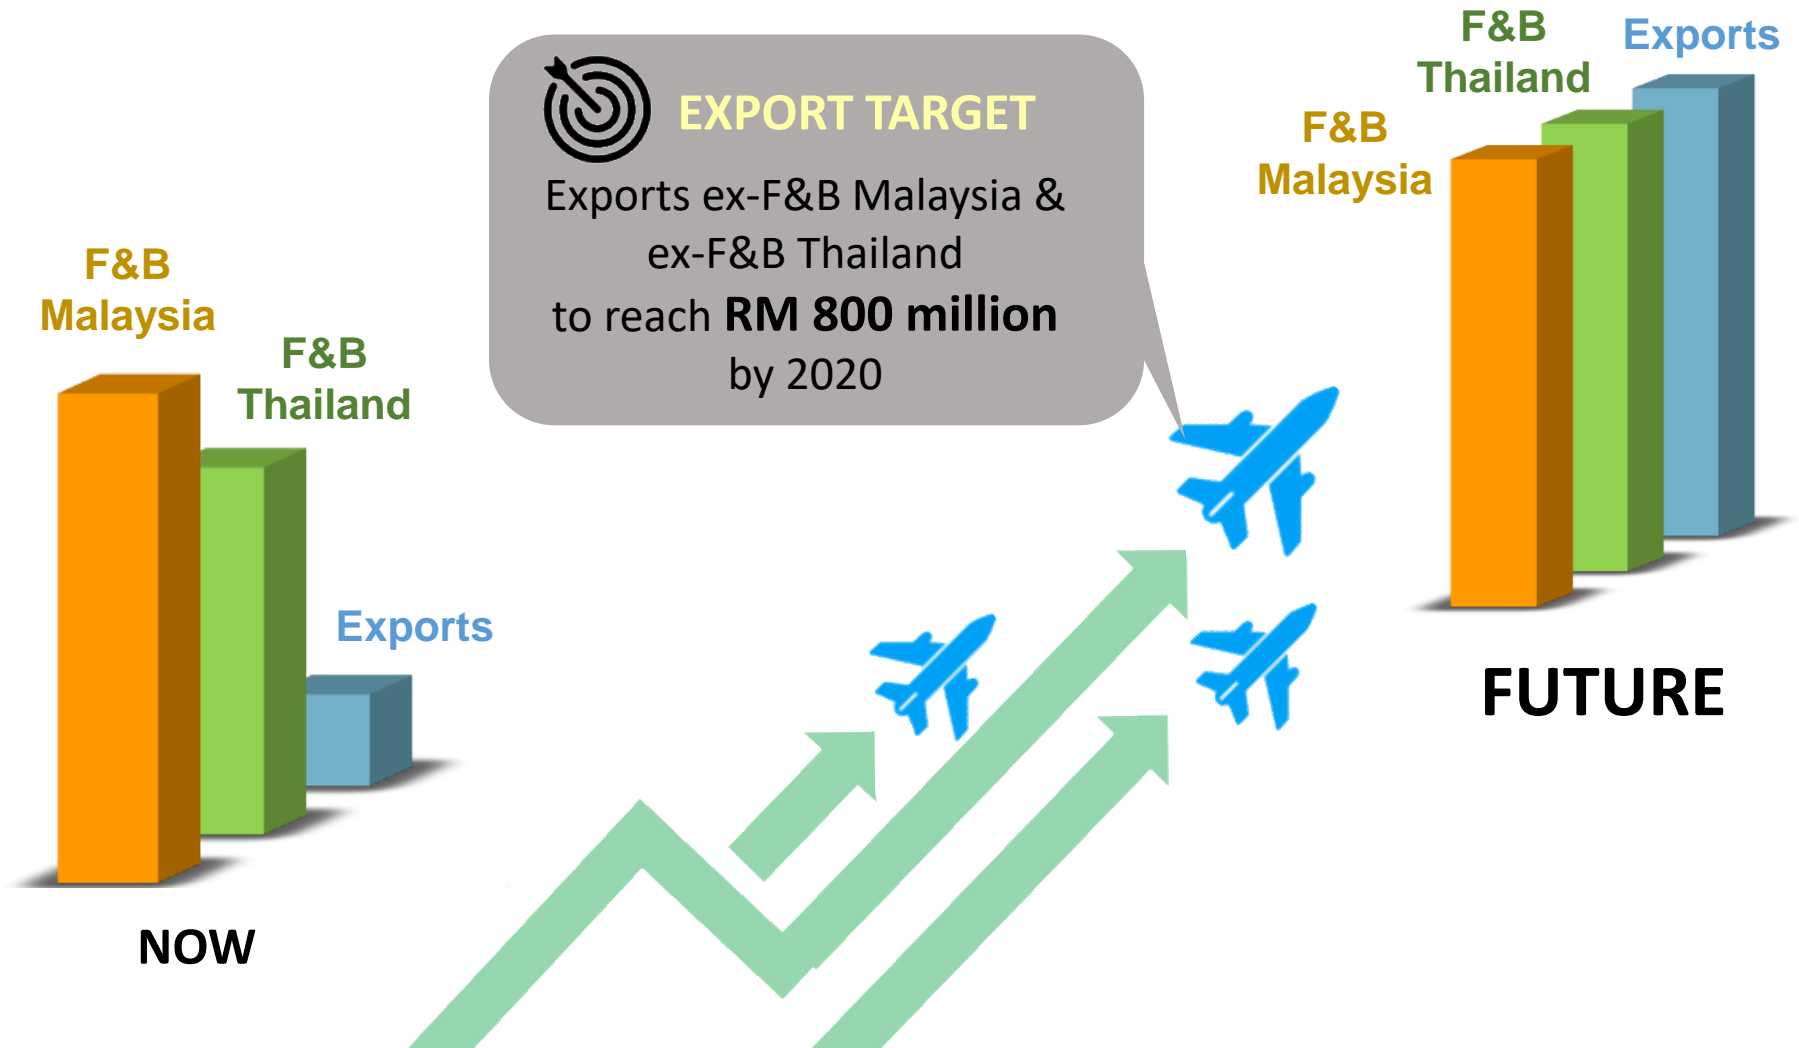 EXPORT TARGET
Exports ex-F&B Malaysia &
ex-F&B Thailand
to reach RM 800 million
by 2020
F&B
Malaysia
F&B
Thailand
Exports
NOW
F&B
Malaysia
F&B
Thailand
Exports
FUTURE